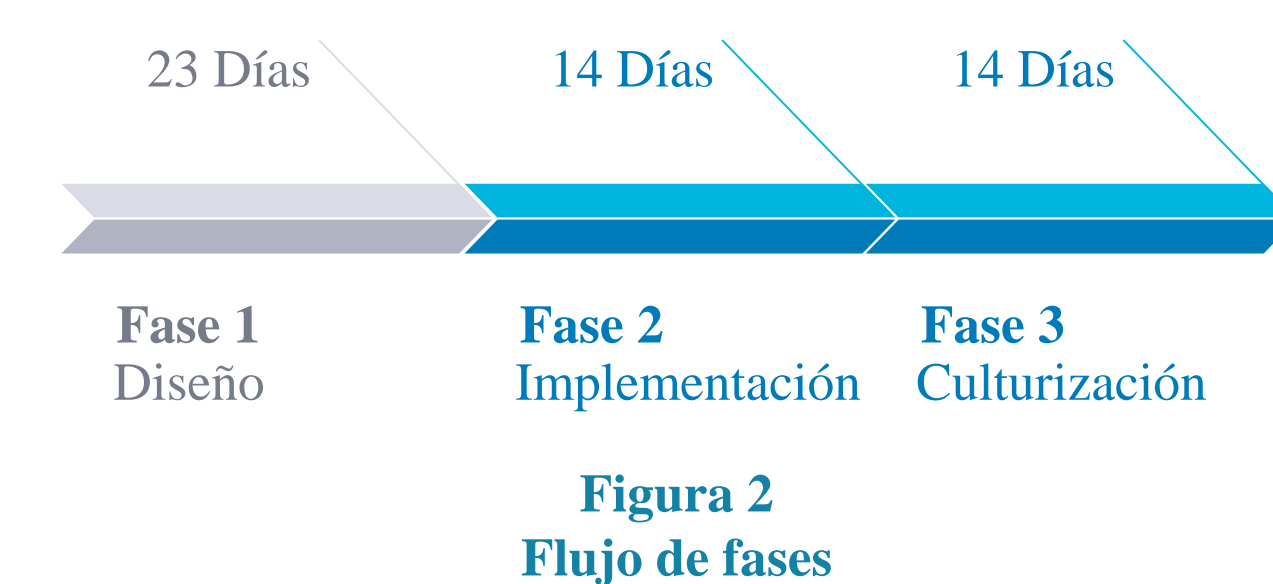 23 Días
14 Días
14 Días
Fase 1
Diseño
Fase 2
Implementación
Fase 3
Culturización
Figura 2
Flujo de fases